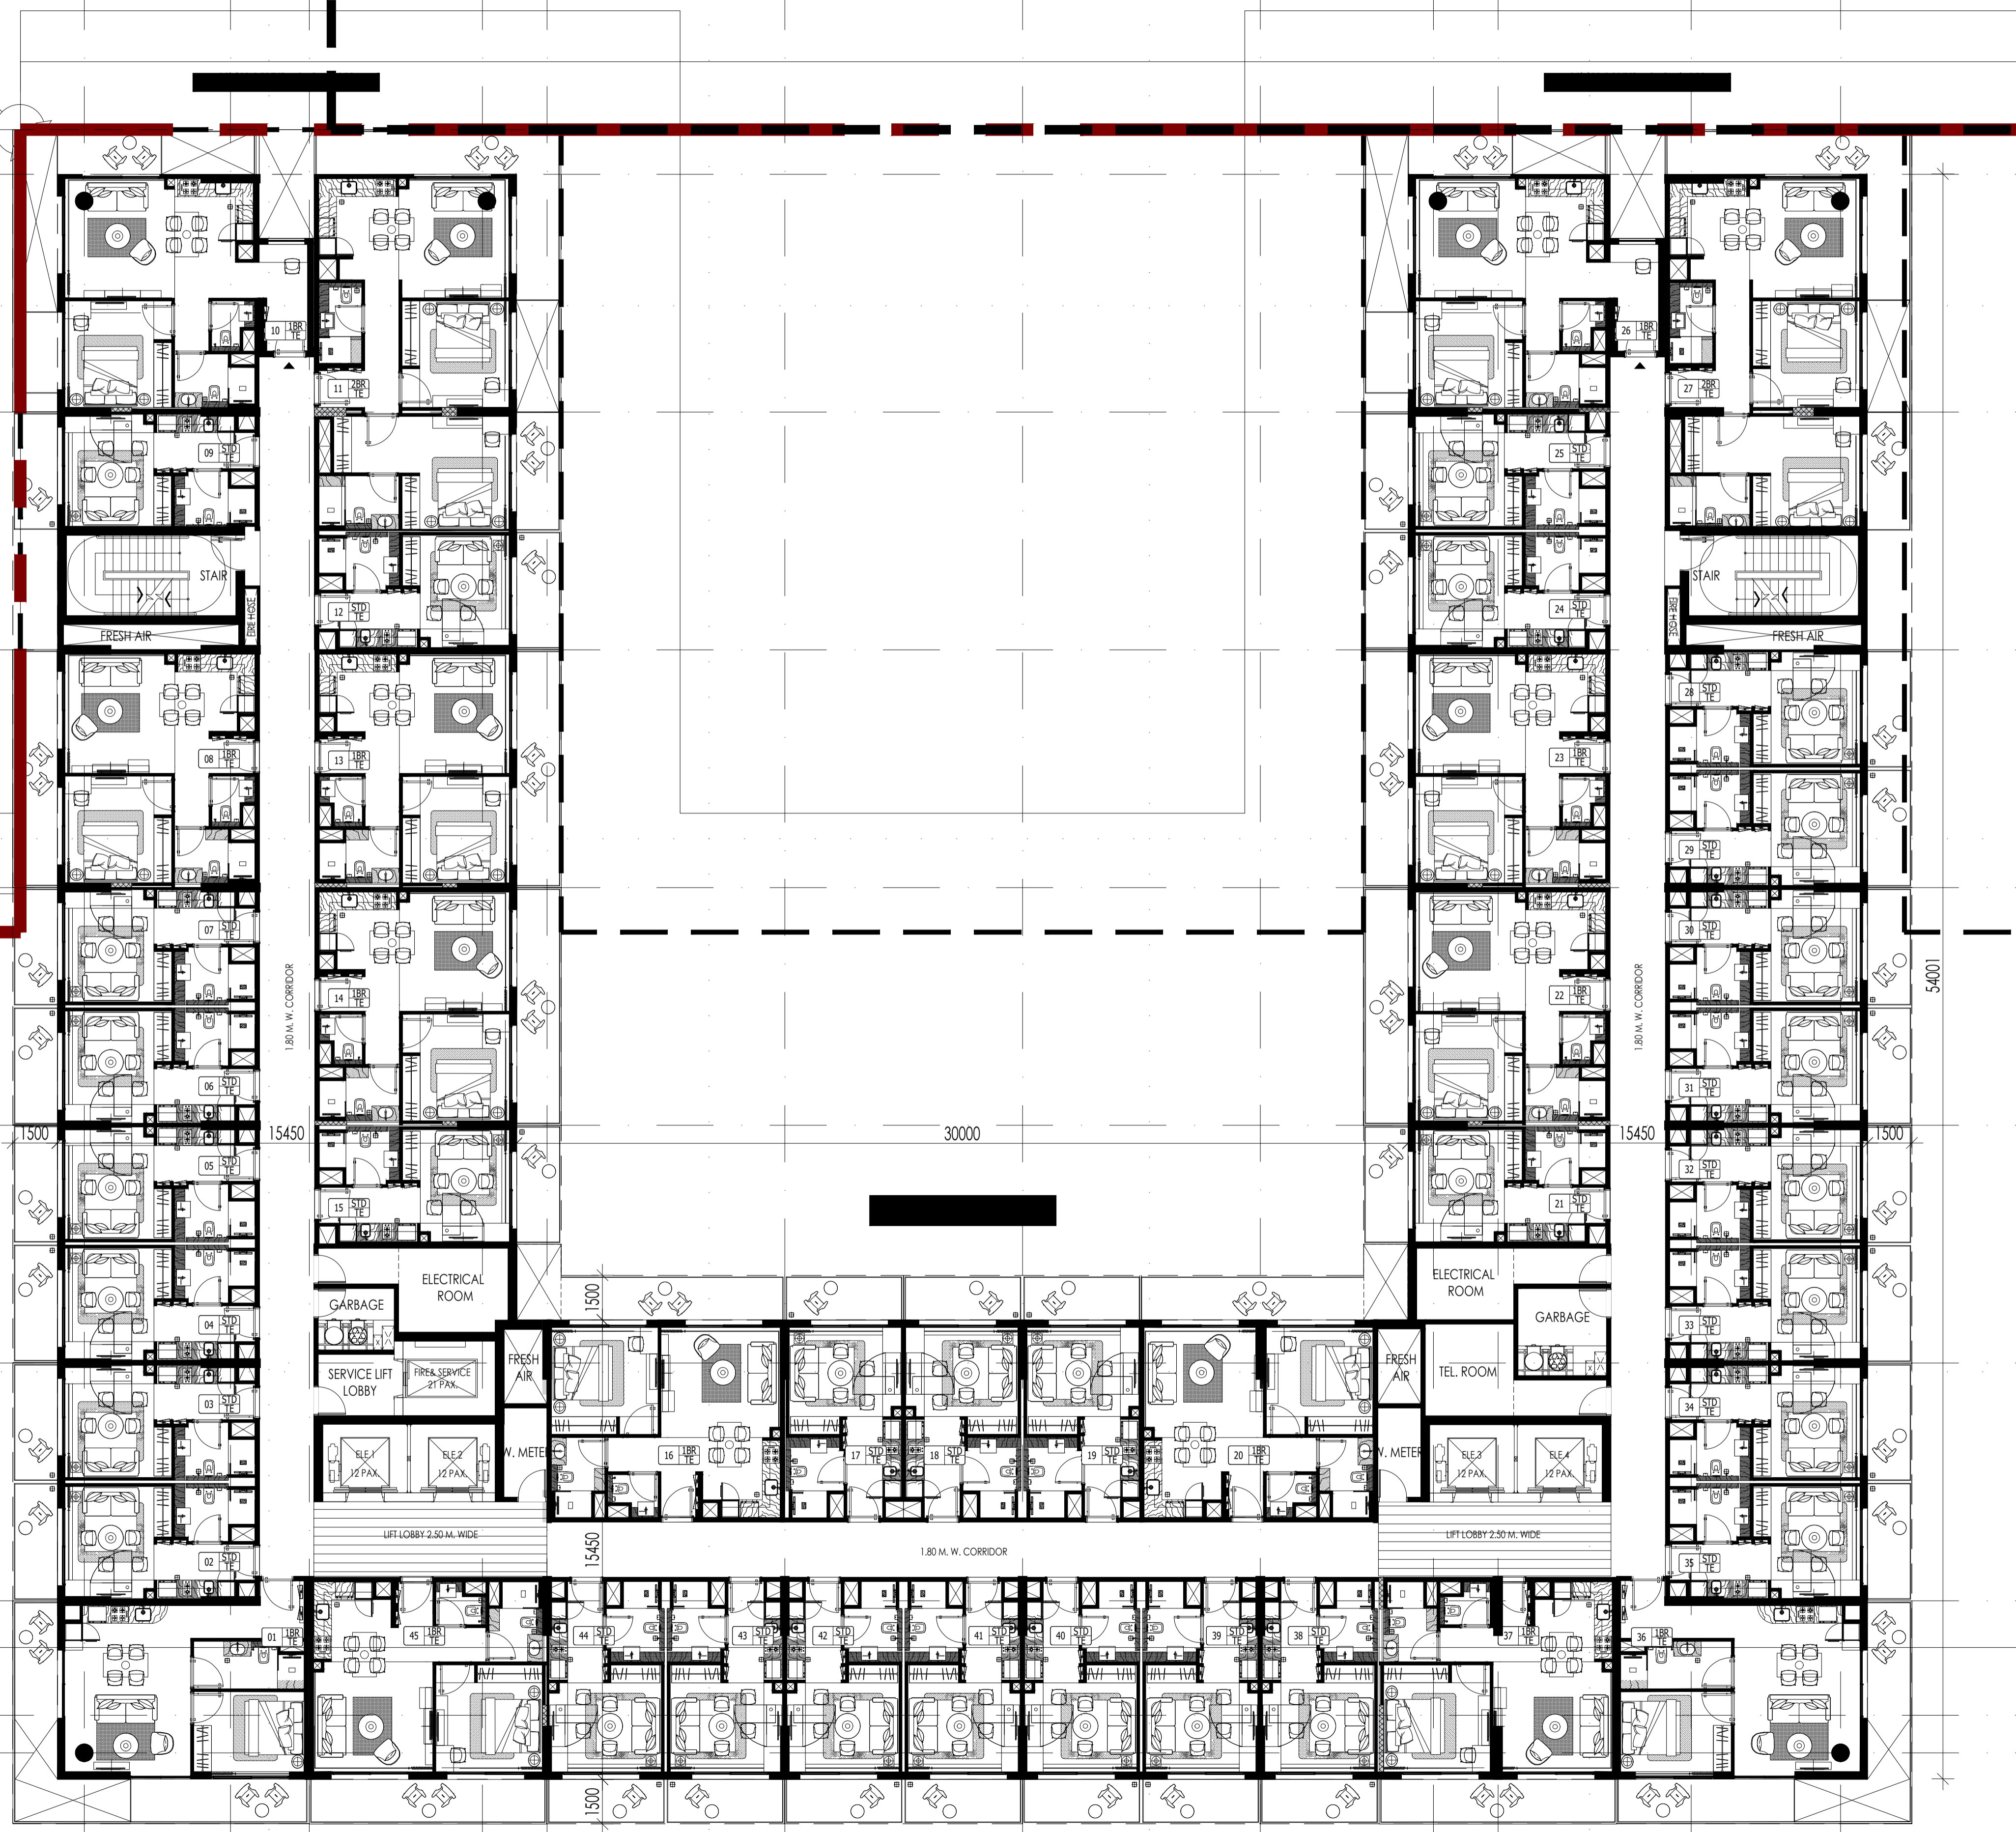 10 1BR
TE
26 1BR
TE
11 2BR
TE
27 2BR
TE
09 STD
TE
25 STD
TE
STAIR
STAIR
FIRE HOSE
FIRE HOSE
12 STD
TE
24 STD
TE
FRESH AIR
FRESH AIR
28 STD
TE
08 1BR
TE
13 1BR
TE
23 1BR
TE
29 STD
TE
07 STD
TE
30 STD
TE
1.80 M. W. CORRIDOR
1.80 M. W. CORRIDOR
54001
14 1BR
TE
22 1BR
TE
06 STD
TE
31 STD
TE
1500
15450
30000
15450
1500
05 STD
TE
32 STD
TE
15 STD
TE
21 STD
TE
ELECTRICAL
ROOM
ELECTRICAL
ROOM
1500
GARBAGE
GARBAGE
04 STD
TE
33 STD
TE
SERVICE LIFT
LOBBY
FIRE& SERVICE
21 PAX.
FRESH
AIR
FRESH
AIR
TEL. ROOM
03 STD
TE
34 STD
TE
ELE.1
12 PAX.
ELE.2
12 PAX.
W. METER
16 1BR
TE
17 STD
TE
18 STD
TE
19 STD
TE
20 1BR
TE
W. METER
ELE.3
12 PAX.
ELE.4
12 PAX.
LIFT LOBBY 2.50 M. WIDE
15450
1.80 M. W. CORRIDOR
LIFT LOBBY 2.50 M. WIDE
02 STD
TE
35 STD
TE
01 1BR
TE
45 1BR
TE
44 STD
TE
43 STD
TE
42 STD
TE
41 STD
TE
40 STD
TE
39 STD
TE
38 STD
TE
37 1BR
TE
36 1BR
TE
1500